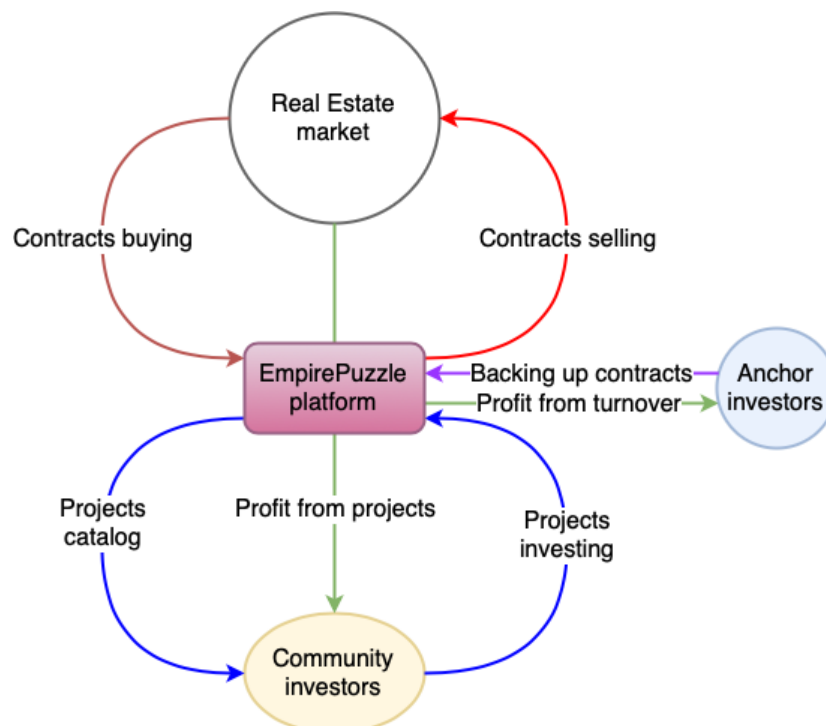 Real Estate
market
Contracts buying
Contracts selling
EmpirePuzzle
platform
Backing up contracts
Profit from turnover
Anchor
investors
Projects
catalog
Profit from projects
Projects
investing
Community
investors